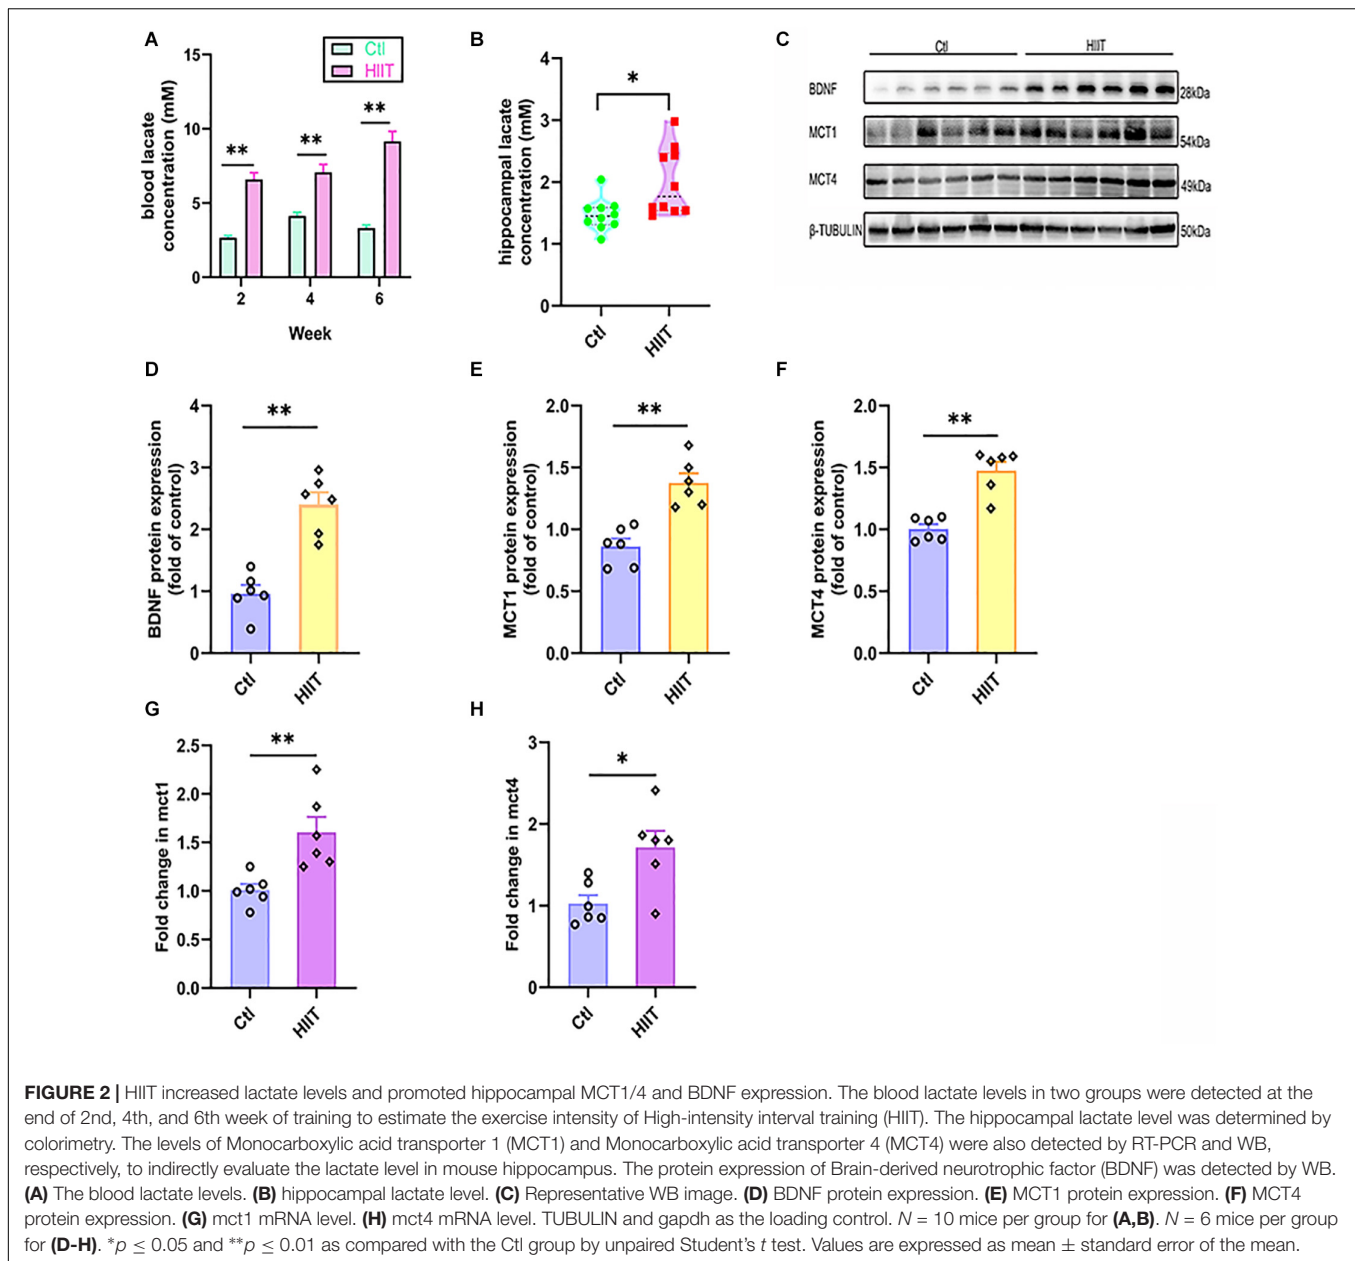 A
Ctl
HIIT
15
10
5
0
blood lacate
concentration (mM)
**
**
**
2
4
6
Week
B
4
3
2
1
0
hippocampal lacate
concentration (mM)
*
Ctl
HIIT
C
Ctl
HIIT
BDNF
28kDa
MCT1
54kDa
MCT4
49kDa
β-TUBULIN
50kDa
D
4
3
2
1
0
BDNF protein expression
(fold of control)
**
Ctl
HIIT
E
2.0
1.5
1.0
0.5
0.0
MCT1 protein expression
(fold of control)
**
Ctl
HIIT
F
2.0
1.5
1.0
0.5
0.0
MCT4 protein expression
(fold of control)
**
Ctl
HIIT
G
2.5
2.0
1.5
1.0
0.5
0.0
Fold change in mct1
**
Ctl
HIIT
H
3
2
1
0
Fold change in mct4
*
Ctl
HIIT
FIGURE 2 | HIIT increased lactate levels and promoted hippocampal MCT1/4 and BDNF expression. The blood lactate levels in two groups were detected at the
end of 2nd, 4th, and 6th week of training to estimate the exercise intensity of High-intensity interval training (HIIT). The hippocampal lactate level was determined by
colorimetry. The levels of Monocarboxylic acid transporter 1 (MCT1) and Monocarboxylic acid transporter 4 (MCT4) were also detected by RT-PCR and WB,
respectively, to indirectly evaluate the lactate level in mouse hippocampus. The protein expression of Brain-derived neurotrophic factor (BDNF) was detected by WB.
(A) The blood lactate levels. (B) hippocampal lactate level. (C) Representative WB image. (D) BDNF protein expression. (E) MCT1 protein expression. (F) MCT4
protein expression. (G) mct1 mRNA level. (H) mct4 mRNA level. TUBULIN and gapdh as the loading control. N = 10 mice per group for (A,B). N = 6 mice per group
for (D-H). *p ≤ 0.05 and **p ≤ 0.01 as compared with the Ctl group by unpaired Student's t test. Values are expressed as mean ± standard error of the mean.